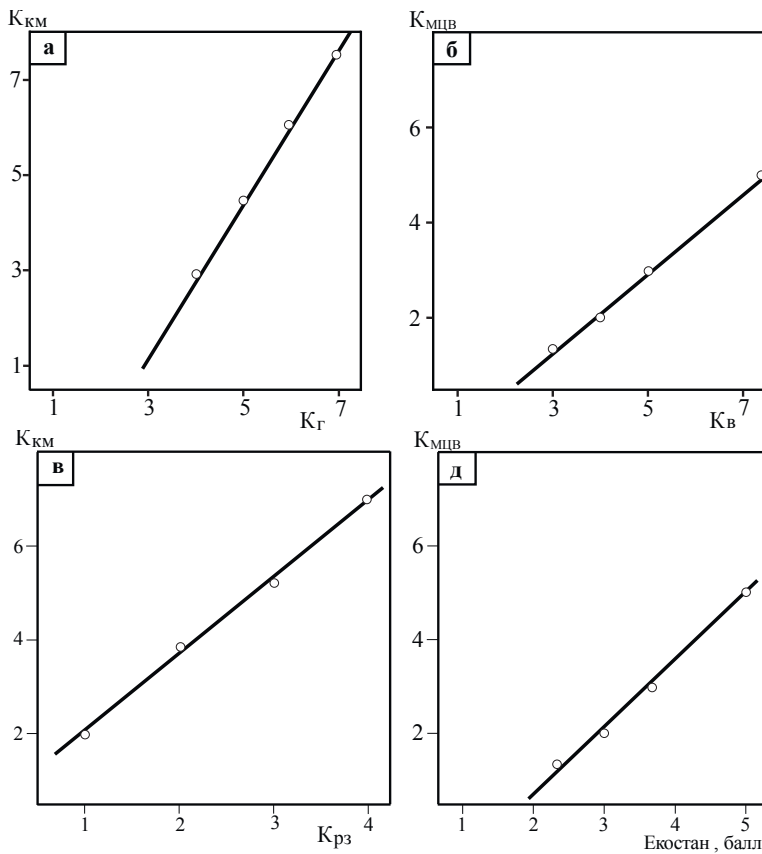 Ккм
а
7
5
3
1
1 3 5 7
Кг
Кмцв
б
6
4
2
1 3 5 7
Кв
Ккм
в
6
4
2
1 2 3 4
Крз
Кмцв
д
6
4
2
1 2 3 4 5
Екостан , балл